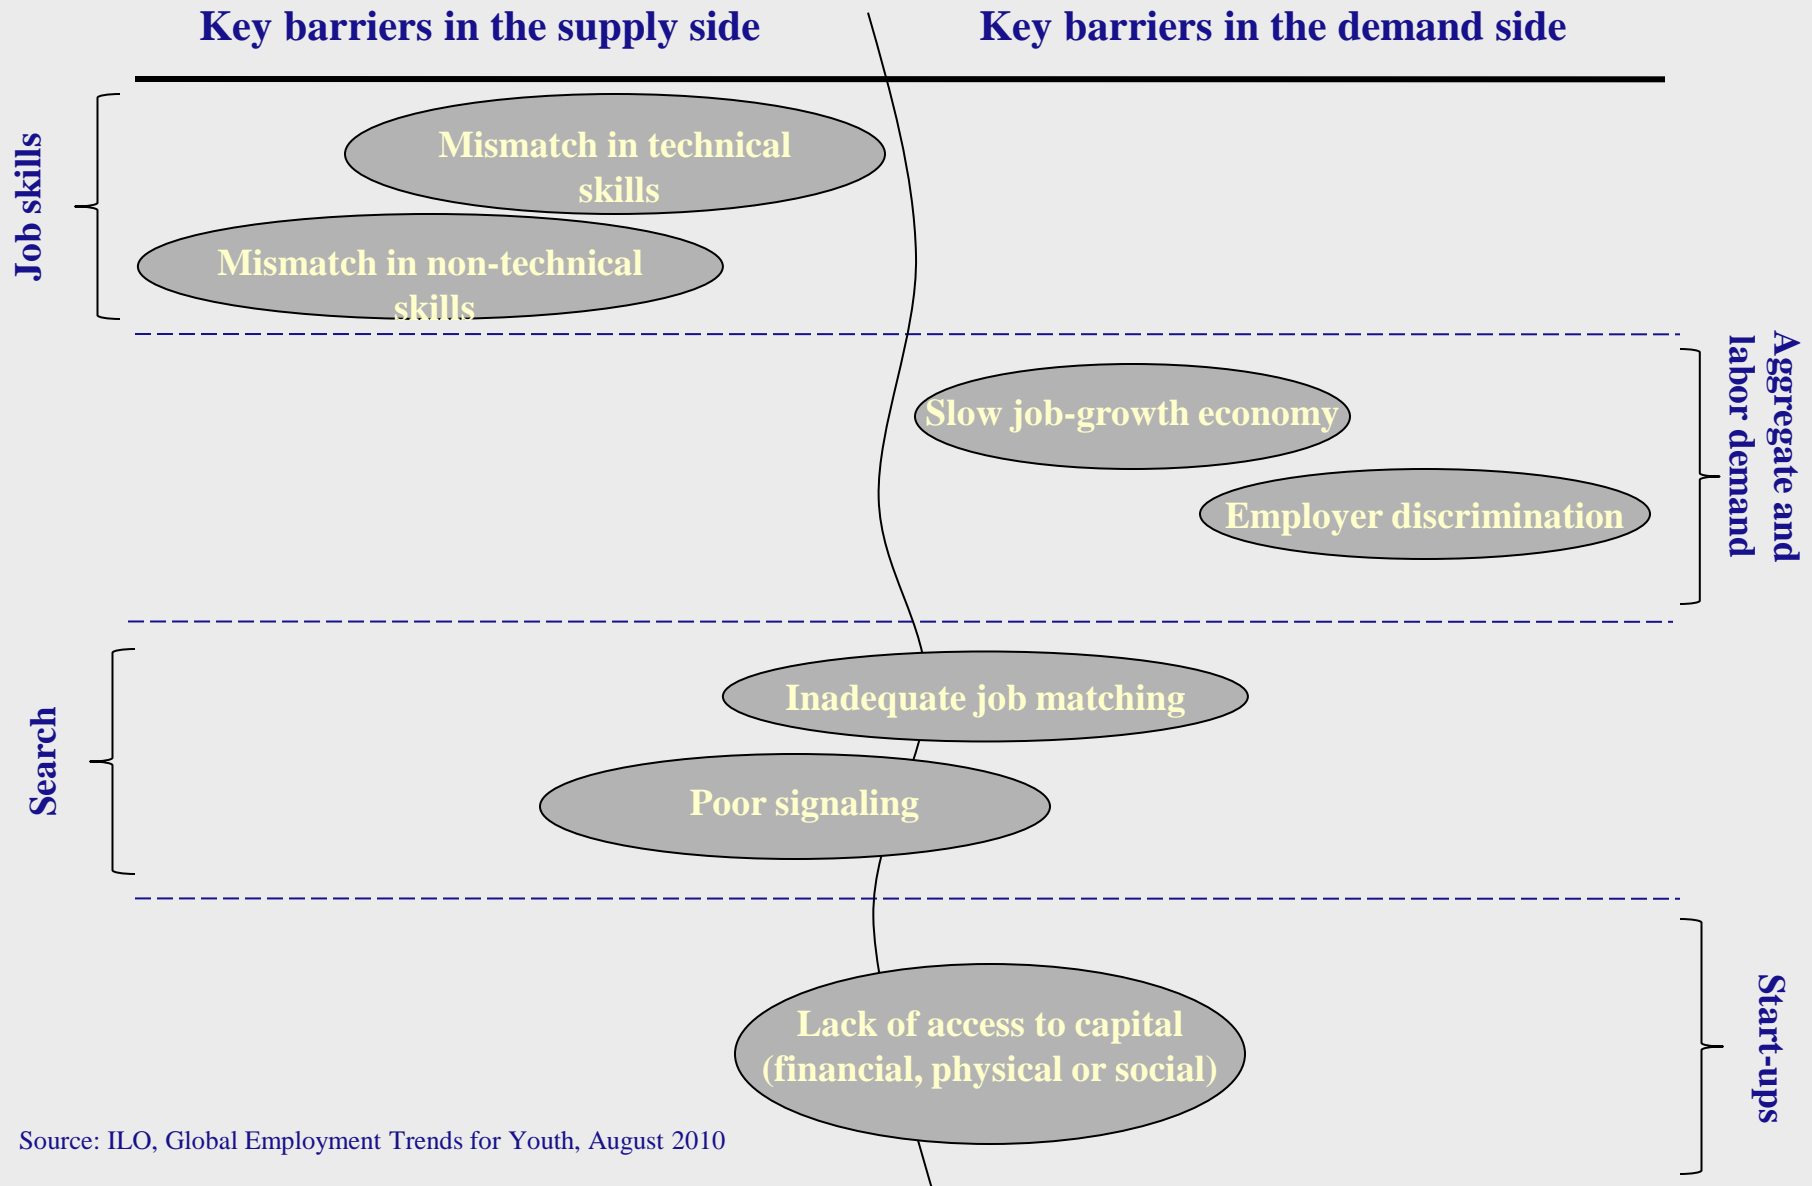 Key barriers in the supply side
Key barriers in the demand side
Job skills
Mismatch in technical
skills
Mismatch in non-technical
skills
Aggregate and
labor demand
Slow job-growth economy
Employer discrimination
Search
Inadequate job matching
Poor signaling
Start-ups
Lack of access to capital
(financial, physical or social)
Source: ILO, Global Employment Trends for Youth, August 2010